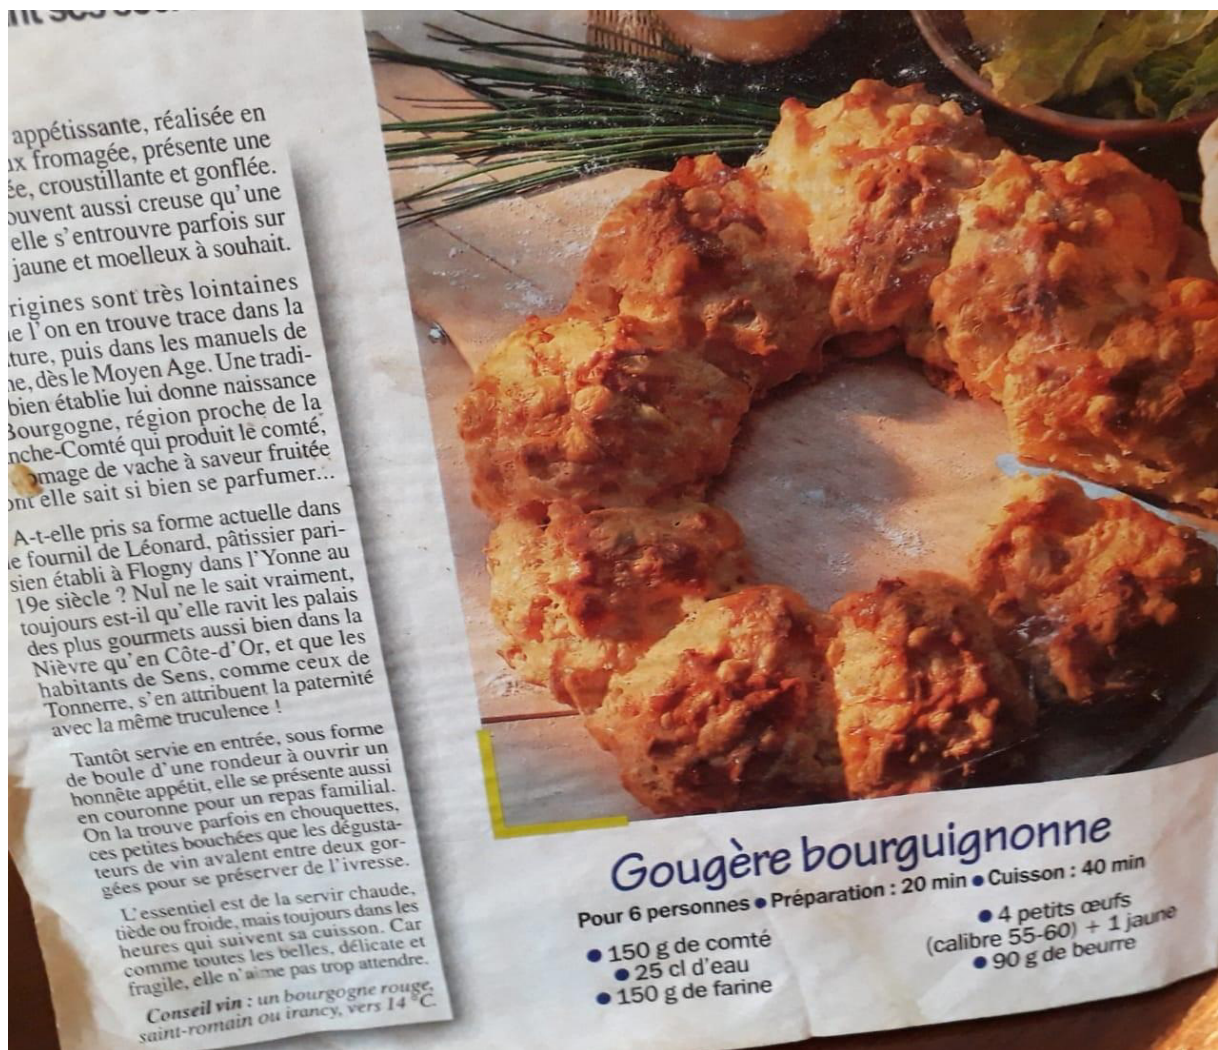 appétissante, réalisée en
fromagée, présente une
croustillante et gonflée.
aussi creuse qu'une
elle s'entrouvre parfois sur
jaune et moelleux à souhait.
sont très lointaines
l'on en trouve trace dans la
puis dans les manuels de
dès le Moyen Age. Une tradi-
bien établie lui donne naissance
Bourgogne, région proche de la
nche-Comté qui produit le comté,
omage de vache à saveur fruitée
elle sait si bien se parfumer...
A-t-elle pris sa forme actuelle dans
fournil de Léonard, pâtissier pari-
sien établi à Flogny dans l'Yonne au
19e siècle ? Nul ne le sait vraiment,
toujours est-il qu'elle ravit les palais
des plus gourmets aussi bien dans la
Nièvre qu'en Côte-d'Or, et que les
habitants de Sens, comme ceux de
Tonnerre, s'en attribuent la paternité
avec la même truculence !
Tantôt servie en entrée, sous forme
de boule d'une rondeur à ouvrir un
honnête appétit, elle se présente aussi
en couronne pour un repas familial.
On la trouve parfois en chouquettes,
ces petites bouchées que les dégusta-
teurs de vin avalent entre deux gor-
gées pour se préserver de l'ivresse.
L'essentiel est de la servir chaude,
tiède ou froide, mais toujours dans les
heures qui suivent sa cuisson. Car
comme toutes les belles, délicate et
fragile, elle n'aime pas trop attendre.
Conseil vin : un bourgogne rouge,
saint-romain ou irancy, vers 14 °C.
Gougère bourguignonne
Pour 6 personnes • Préparation : 20 min • Cuisson : 40 min
• 150 g de comté
• 25 cl d'eau
• 150 g de farine
• 4 petits œufs
(calibre 55-60) + 1 jaune
• 90 g de beurre